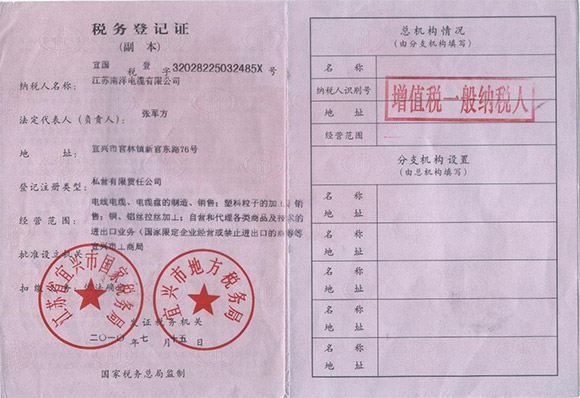 税务登记证
(副 本)
宜国 登
税 字 32028225032485X 号
纳税人名称: 江苏南洋电缆有限公司
法定代表人(负责人): 张军方
地 址: 宜兴市官林镇新官东路76号
登记注册类型: 私营有限责任公司
电线电缆、电缆盘的制造、销售;塑料粒子的加工、销
经营范围: 售;铜、铝丝拉丝加工;自营和代理各类商品及技术的
进出口业务(国家限定企业经营或禁止进出口的商品等
批准设立机关: 宜兴市工商局
扣缴义务: 依法确定
江苏省宜兴市国家税务局
宜兴市地方税务局
发证税务机关
二〇一〇年 七 月 十五 日
国家税务总局监制
总机构情况
(由分支机构填写)
名 称
纳税人识别号
地 址
经营范围
增值税一般纳税人
分支机构设置
(由总机构填写)
名 称
地 址
名 称
地 址
名 称
地 址
名 称
地 址
名 称
地 址